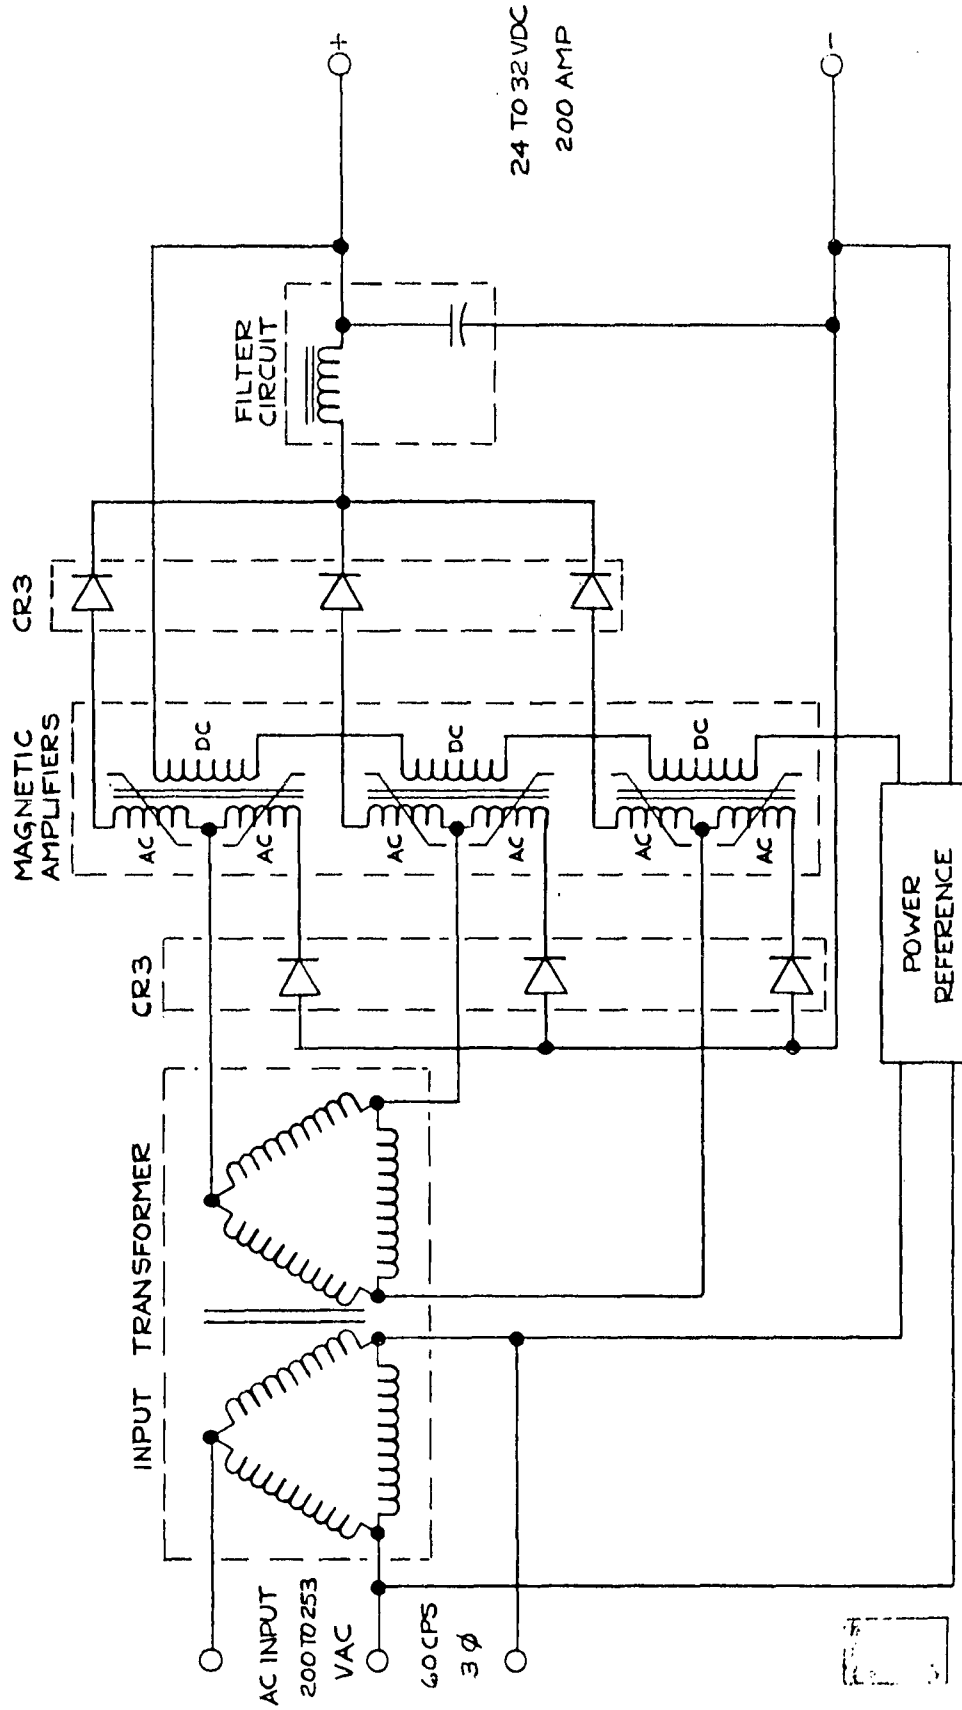 INPUT TRANSFORMER
CR3
MAGNETIC
AMPLIFIERS
CR3
FILTER
CIRCUIT
AC INPUT
200 TO 253
VAC
60 CPS
3 Ø
AC
AC
DC
AC
AC
DC
AC
AC
DC
+
24 TO 32 VDC
200 AMP
-
POWER
REFERENCE